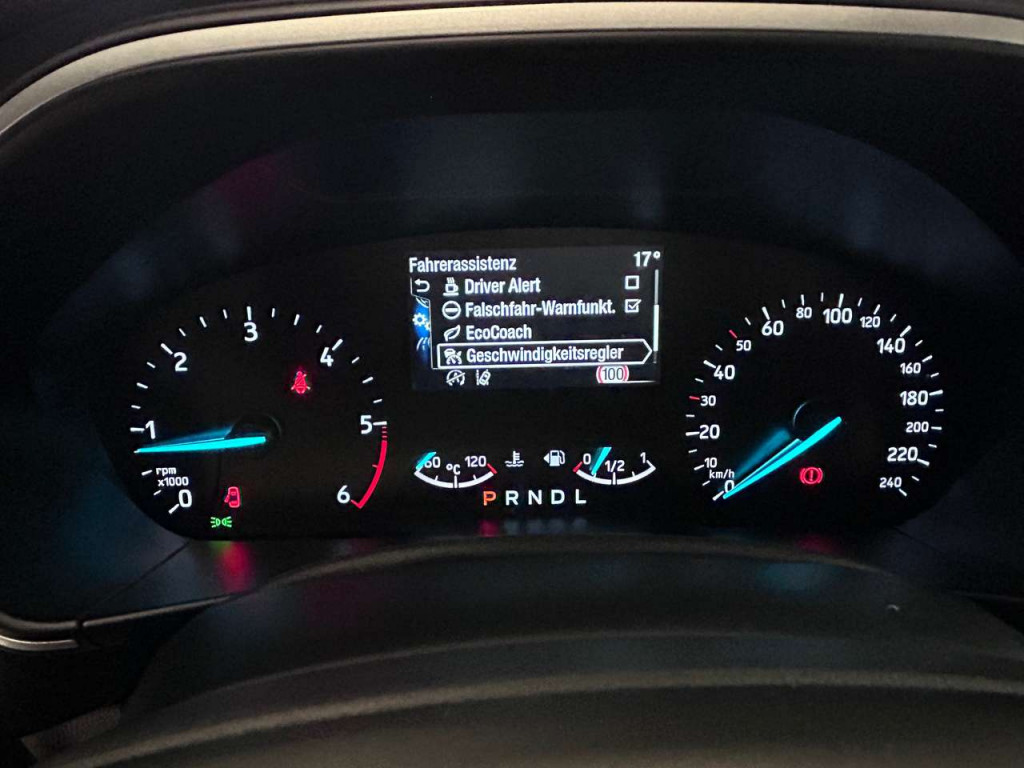 Fahrerassistenz 17°
Driver Alert
Falschfahr-Warnfunkt.
EcoCoach
Geschwindigkeitsregler
100
0 1 2 3 4 5 6
rpm
x1000
60 °C 120
0 1/2 1
P R N D L
0 10 20 30 40 50 60 80 100 120 140 160 180 200 220 240
km/h